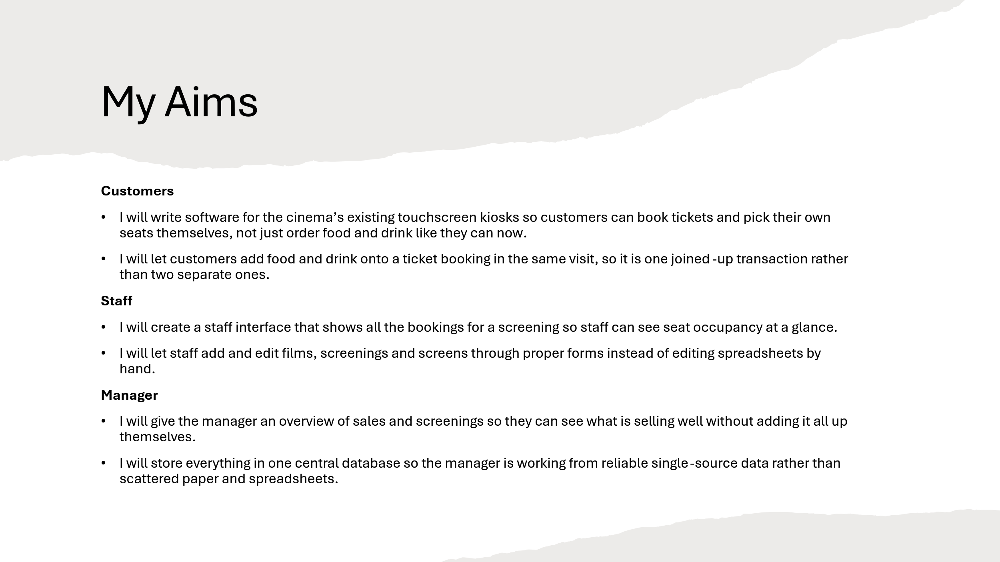 My Aims
Customers
• I will write software for the cinema’s existing touchscreen kiosks so customers can book tickets and pick their own
seats themselves, not just order food and drink like they can now.
• I will let customers add food and drink onto a ticket booking in the same visit, so it is one joined-up transaction rather
than two separate ones.
Staff
• I will create a staff interface that shows all the bookings for a screening so staff can see seat occupancy at a glance.
• I will let staff add and edit films, screenings and screens through proper forms instead of editing spreadsheets by
hand.
Manager
• I will give the manager an overview of sales and screenings so they can see what is selling well without adding it all up
themselves.
• I will store everything in one central database so the manager is working from reliable single-source data rather than
scattered paper and spreadsheets.